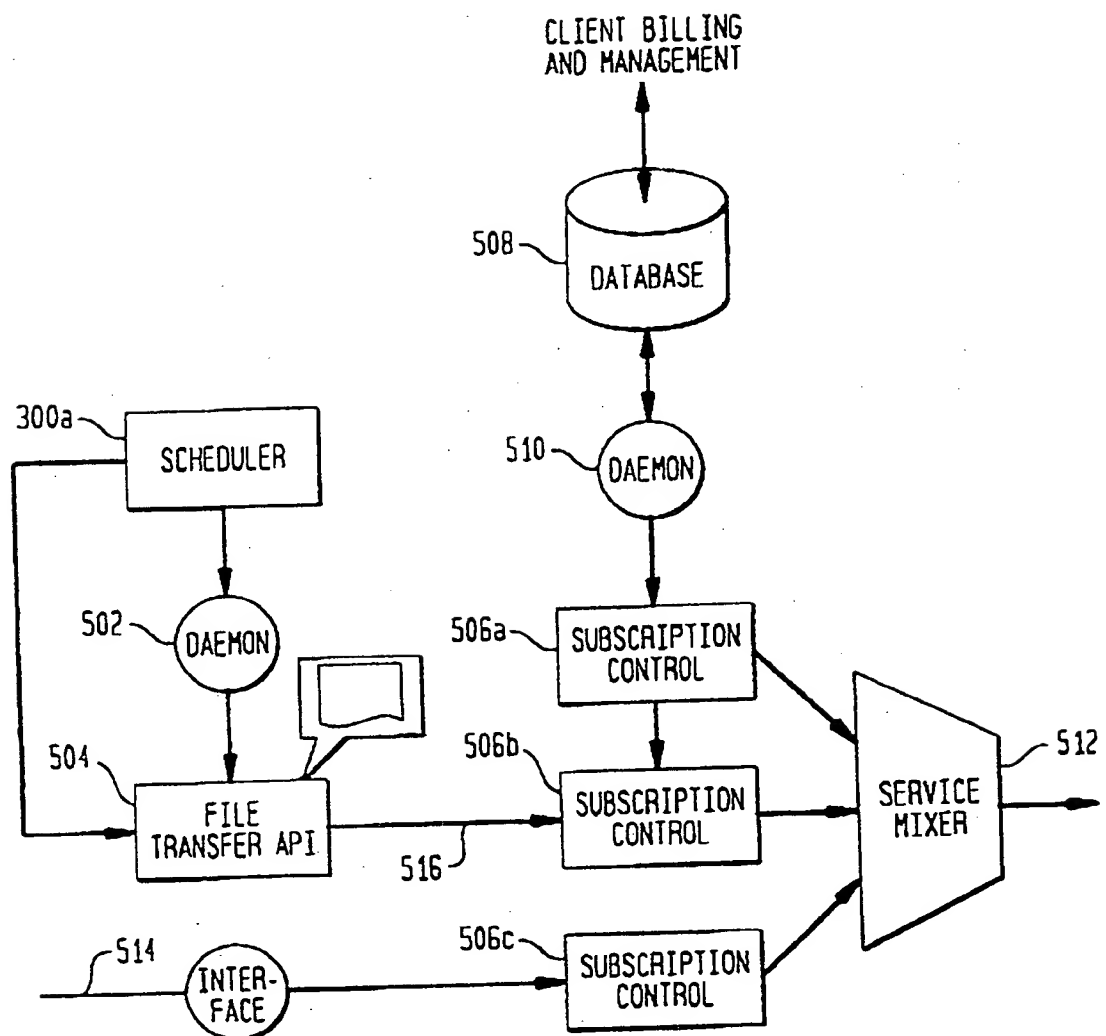 CLIENT BILLING
AND MANAGEMENT
508
DATABASE
300a
SCHEDULER
510
DAEMON
502
DAEMON
506a
SUBSCRIPTION
CONTROL
504
FILE
TRANSFER API
516
506b
SUBSCRIPTION
CONTROL
512
SERVICE
MIXER
514
INTER-
FACE
506c
SUBSCRIPTION
CONTROL